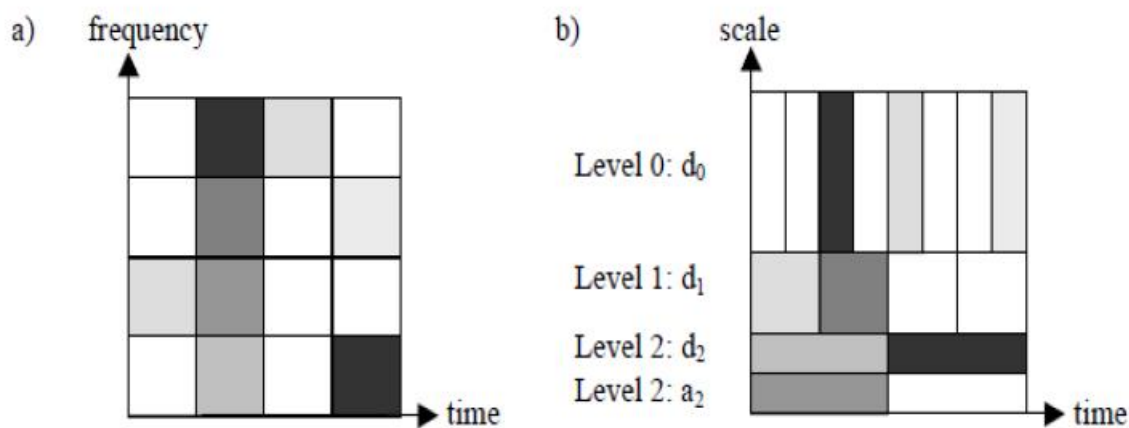 a) frequency
time
b) scale
Level 0: d₀
Level 1: d₁
Level 2: d₂
Level 2: a₂
time